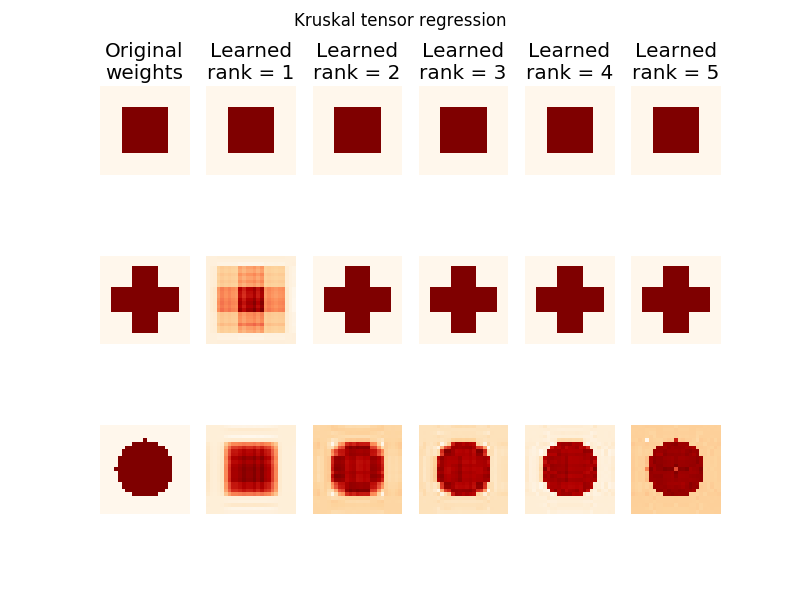 Kruskal tensor regression
Original
weights
Learned
rank = 1
Learned
rank = 2
Learned
rank = 3
Learned
rank = 4
Learned
rank = 5